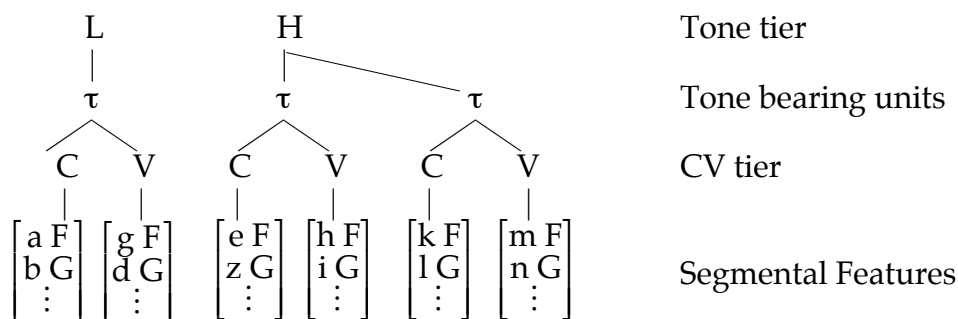 L H Tone tier
τ τ τ Tone bearing units
C V C V C V CV tier
a F g F e F h F k F m F
b G d G z G i G l G n G Segmental Features
⋮ ⋮ ⋮ ⋮ ⋮ ⋮